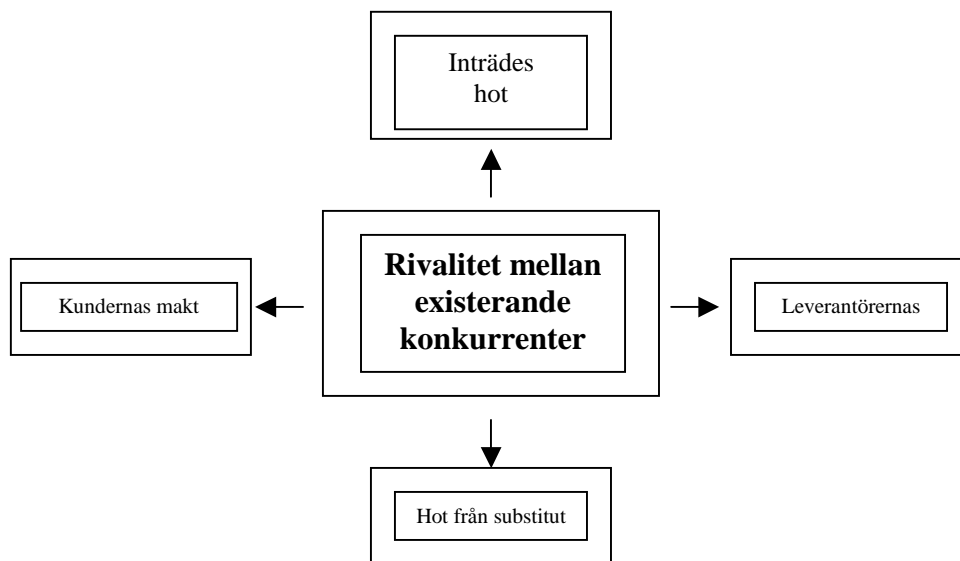 Inträdes
hot
Rivalitet mellan
existerande
konkurrenter
Kundernas makt
Leverantörernas
Hot från substitut